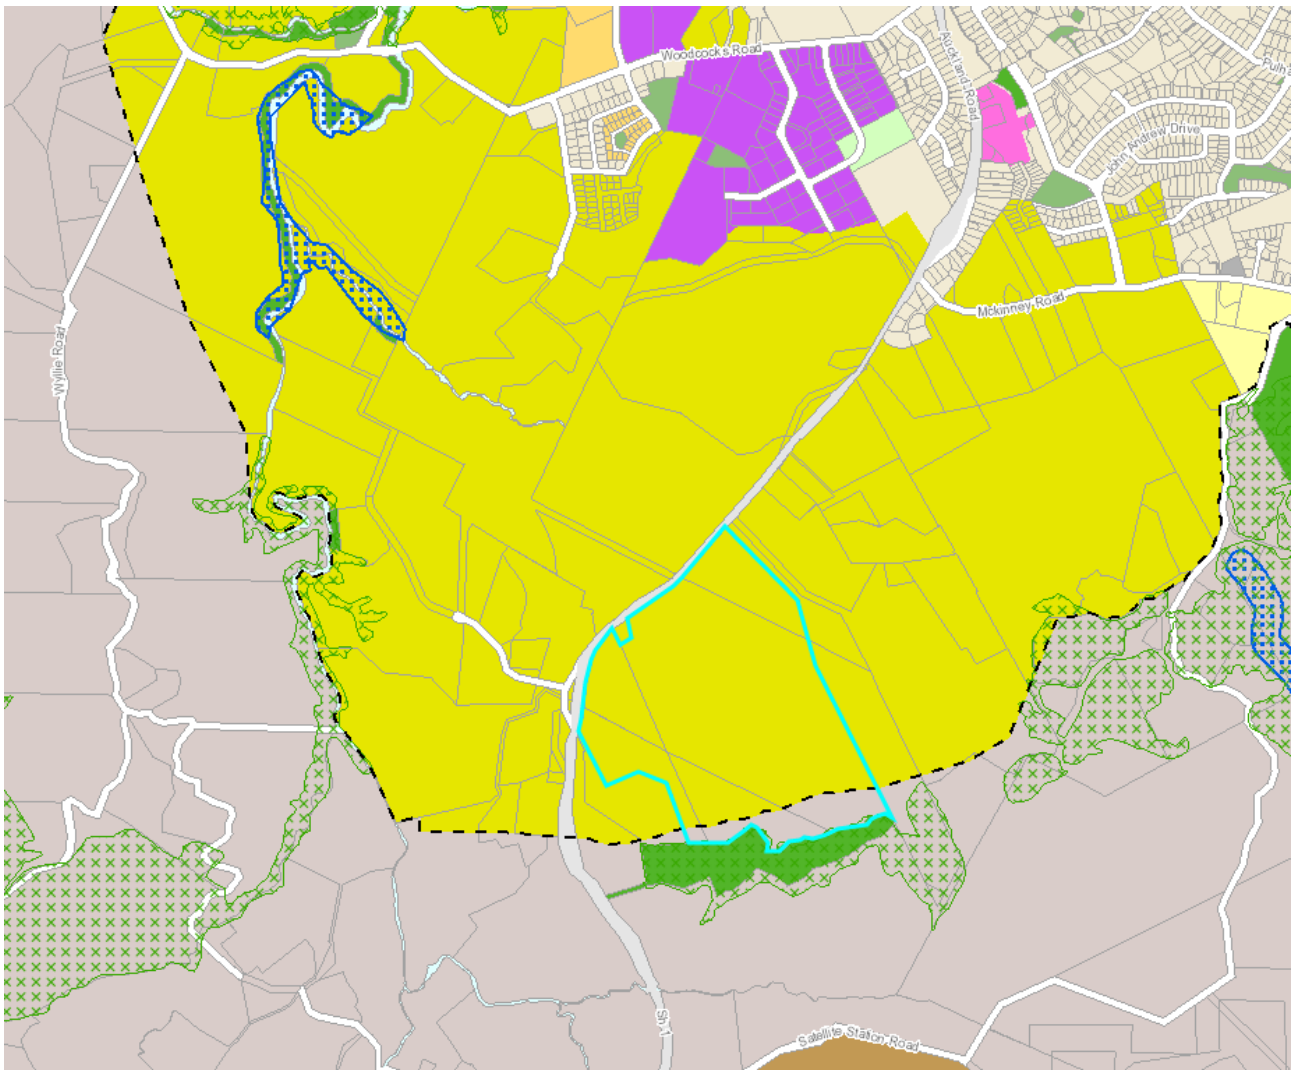 Woodcocks Road
Auckland Road
Pulha
John Andrew Drive
Mckinney Road
Wyllie Road
Sh 1
Satellite Station Road